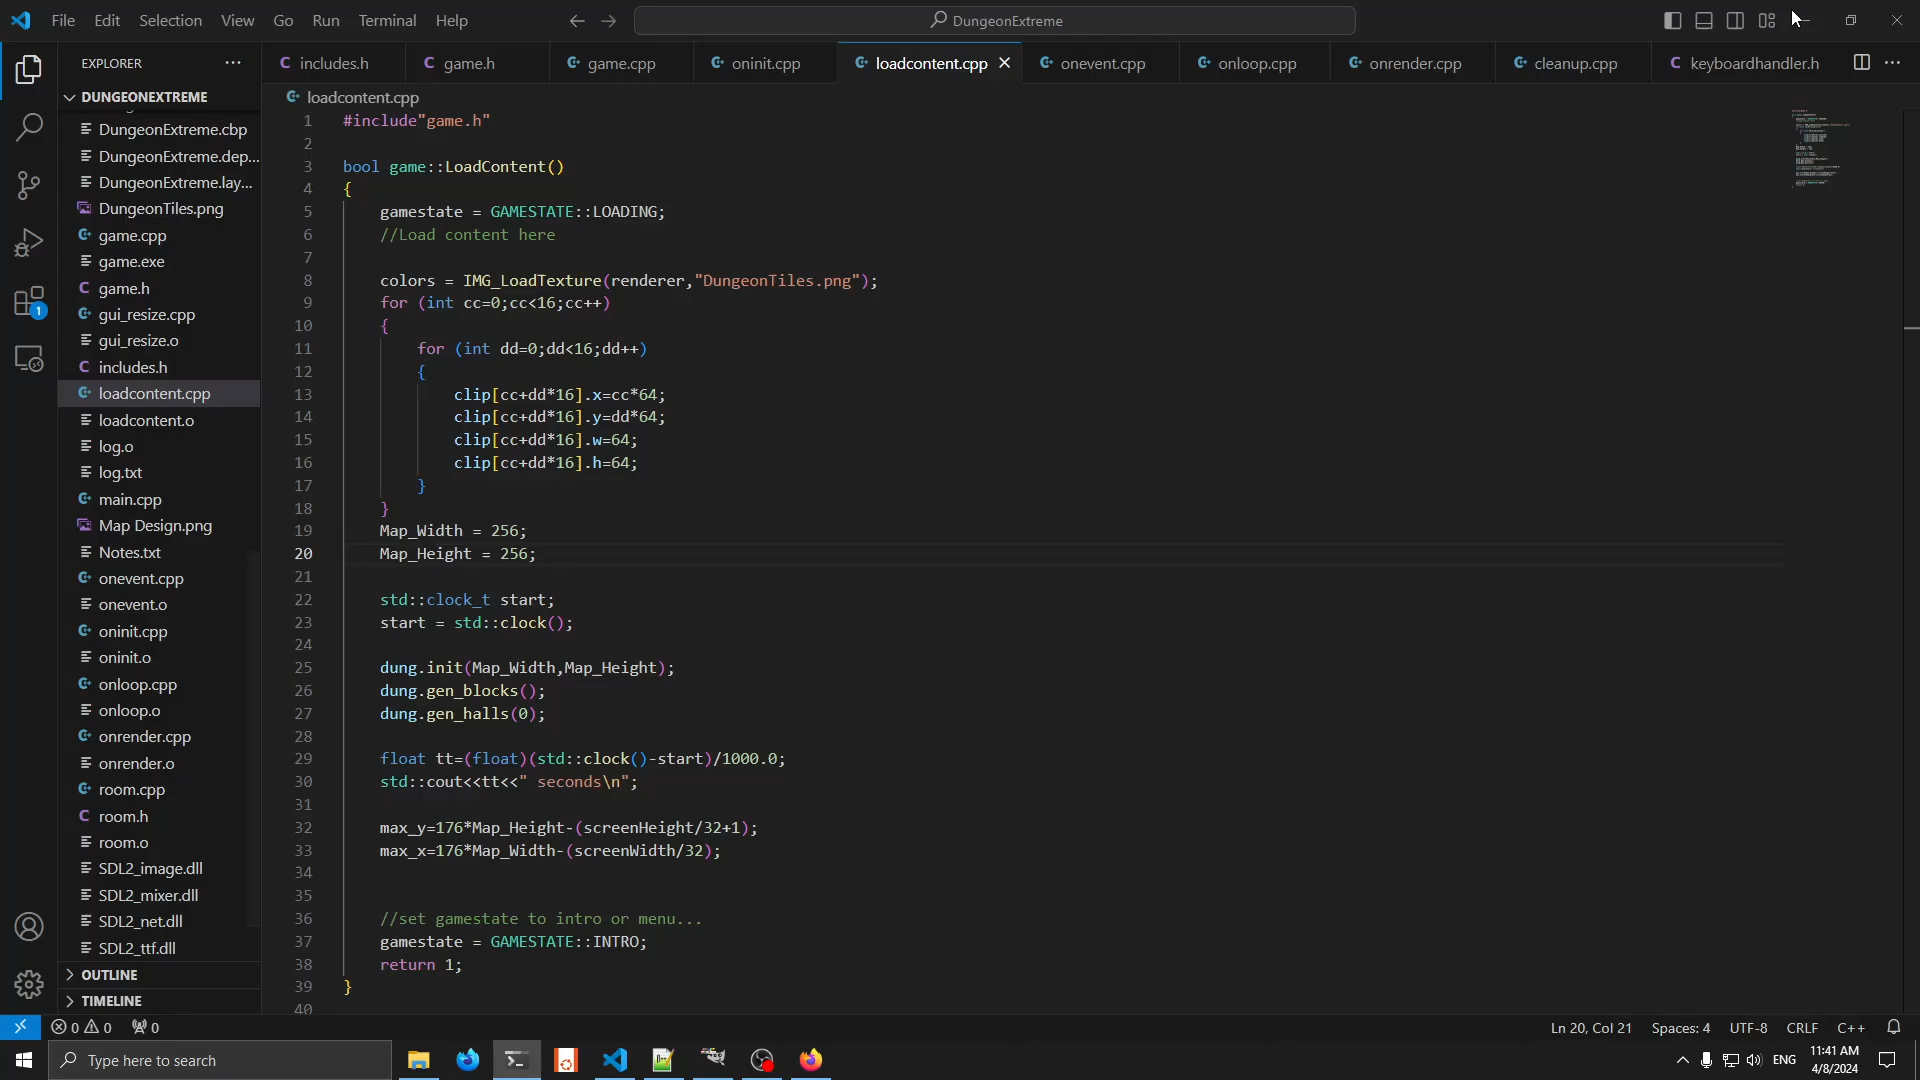 File Edit Selection View Go Run Terminal Help
DungeonExtreme
EXPLORER
DUNGEONEXTREME
DungeonExtreme.cbp
DungeonExtreme.dep...
DungeonExtreme.lay...
DungeonTiles.png
game.cpp
game.exe
game.h
gui_resize.cpp
gui_resize.o
includes.h
loadcontent.cpp
loadcontent.o
log.o
log.txt
main.cpp
Map Design.png
Notes.txt
onevent.cpp
onevent.o
oninit.cpp
oninit.o
onloop.cpp
onloop.o
onrender.cpp
onrender.o
room.cpp
room.h
room.o
SDL2_image.dll
SDL2_mixer.dll
SDL2_net.dll
SDL2_ttf.dll
OUTLINE
TIMELINE
includes.h game.h game.cpp oninit.cpp loadcontent.cpp onevent.cpp onloop.cpp onrender.cpp cleanup.cpp keyboardhandler.h
loadcontent.cpp
1 #include"game.h"
2
3 bool game::LoadContent()
4 {
5 gamestate = GAMESTATE::LOADING;
6 //Load content here
7
8 colors = IMG_LoadTexture(renderer,"DungeonTiles.png");
9 for (int cc=0;cc<16;cc++)
10 {
11 for (int dd=0;dd<16;dd++)
12 {
13 clip[cc+dd*16].x=cc*64;
14 clip[cc+dd*16].y=dd*64;
15 clip[cc+dd*16].w=64;
16 clip[cc+dd*16].h=64;
17 }
18 }
19 Map_Width = 256;
20 Map_Height = 256;
21
22 std::clock_t start;
23 start = std::clock();
24
25 dung.init(Map_Width,Map_Height);
26 dung.gen_blocks();
27 dung.gen_halls(0);
28
29 float tt=(float)(std::clock()-start)/1000.0;
30 std::cout<<tt<<" seconds\n";
31
32 max_y=176*Map_Height-(screenHeight/32+1);
33 max_x=176*Map_Width-(screenWidth/32);
34
35
36 //set gamestate to intro or menu...
37 gamestate = GAMESTATE::INTRO;
38 return 1;
39 }
40
1
0 0 0
Ln 20, Col 21 Spaces: 4 UTF-8 CRLF C++
Type here to search
ENG
11:41 AM
4/8/2024